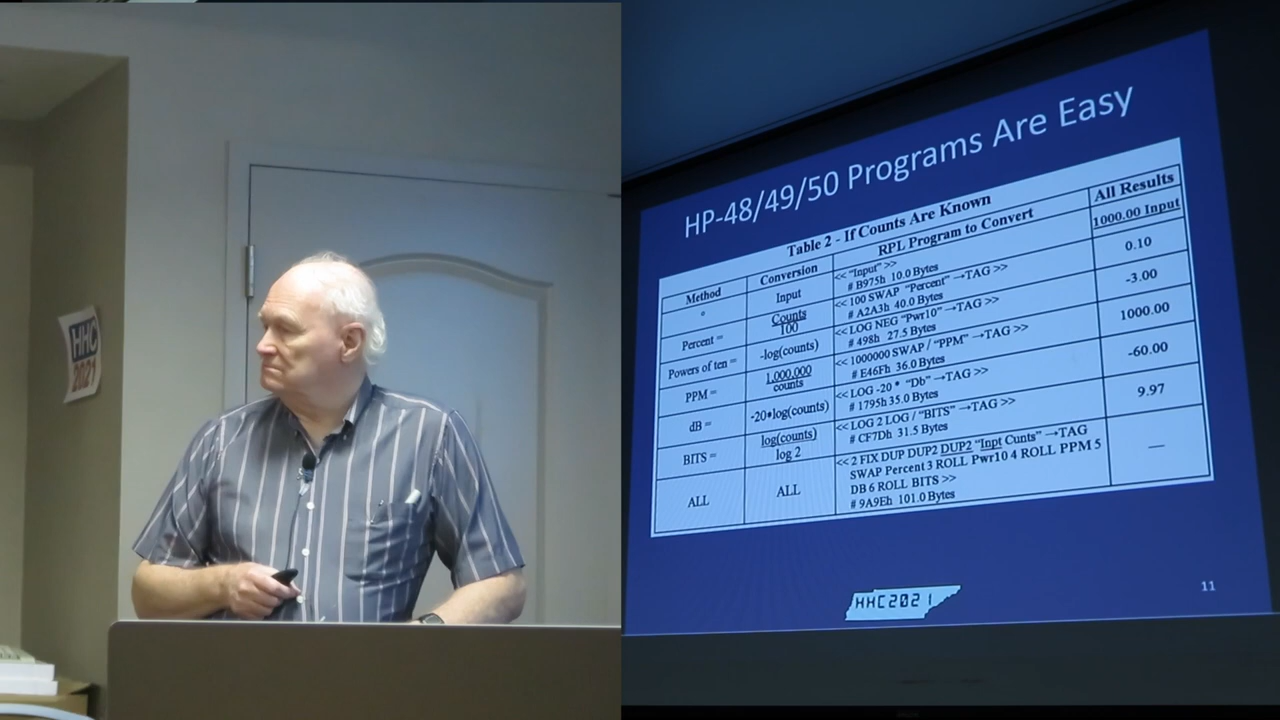 HHC
2021
HP-48/49/50 Programs Are Easy
Table 2 - If Counts Are Known
Method Conversion RPL Program to Convert All Results
Input << "Input" >> 1000.00 Input
# B975h 10.0 Bytes
Percent = Counts << 100 SWAP "Percent" →TAG >> 0.10
100 # A2A3h 40.0 Bytes
Powers of ten = -log(counts) << LOG NEG "Pwr10" →TAG >> -3.00
# 498h 27.5 Bytes
PPM = 1,000,000 << 1000000 SWAP / "PPM" →TAG >> 1000.00
counts # E46Fh 36.0 Bytes
dB = -20*log(counts) << LOG -20 * "Db" →TAG >> -60.00
# 1795h 35.0 Bytes
BITS = log(counts) << LOG 2 LOG / "BITS" →TAG >> 9.97
log 2 # CF7Dh 31.5 Bytes
ALL ALL << 2 FIX DUP DUP2 DUP2 "Inpt Cunts" →TAG —
SWAP Percent 3 ROLL Pwr10 4 ROLL PPM 5
DB 6 ROLL BITS >>
# 9A9Eh 101.0 Bytes
HHC2021
11